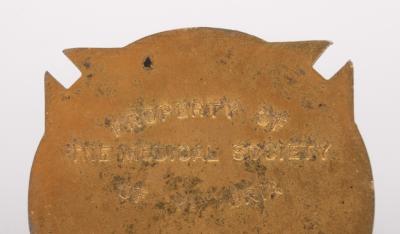 PROPERTY OF
THE MEDICAL SOCIETY
OF